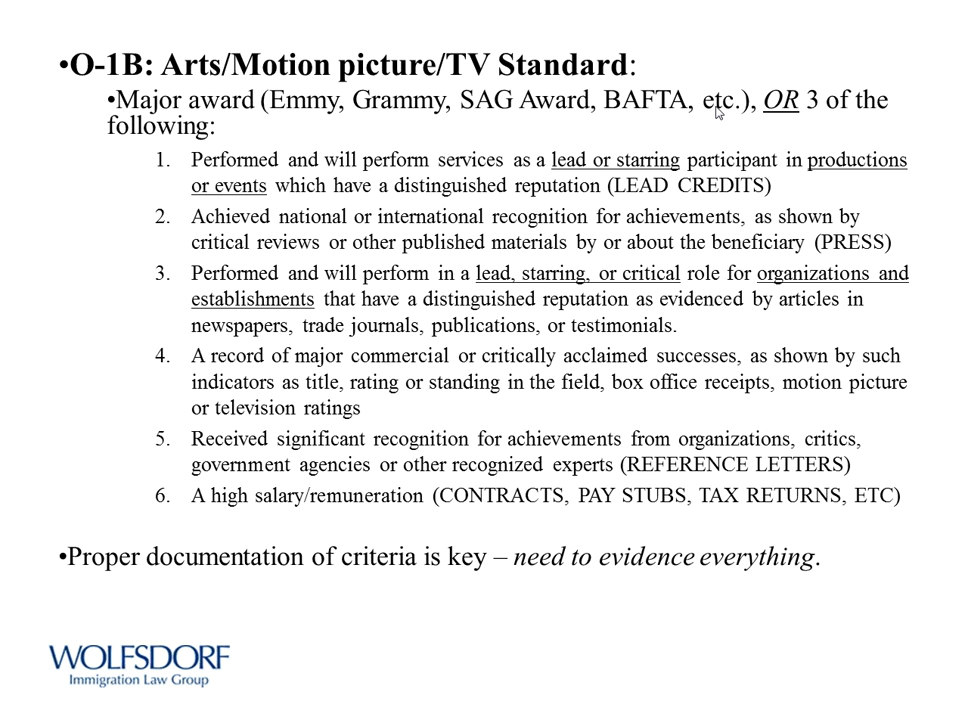 •O-1B: Arts/Motion picture/TV Standard:
•Major award (Emmy, Grammy, SAG Award, BAFTA, etc.), OR 3 of the
following:
1. Performed and will perform services as a lead or starring participant in productions
or events which have a distinguished reputation (LEAD CREDITS)
2. Achieved national or international recognition for achievements, as shown by
critical reviews or other published materials by or about the beneficiary (PRESS)
3. Performed and will perform in a lead, starring, or critical role for organizations and
establishments that have a distinguished reputation as evidenced by articles in
newspapers, trade journals, publications, or testimonials.
4. A record of major commercial or critically acclaimed successes, as shown by such
indicators as title, rating or standing in the field, box office receipts, motion picture
or television ratings
5. Received significant recognition for achievements from organizations, critics,
government agencies or other recognized experts (REFERENCE LETTERS)
6. A high salary/remuneration (CONTRACTS, PAY STUBS, TAX RETURNS, ETC)
•Proper documentation of criteria is key – need to evidence everything.
WOLFSDORF
Immigration Law Group